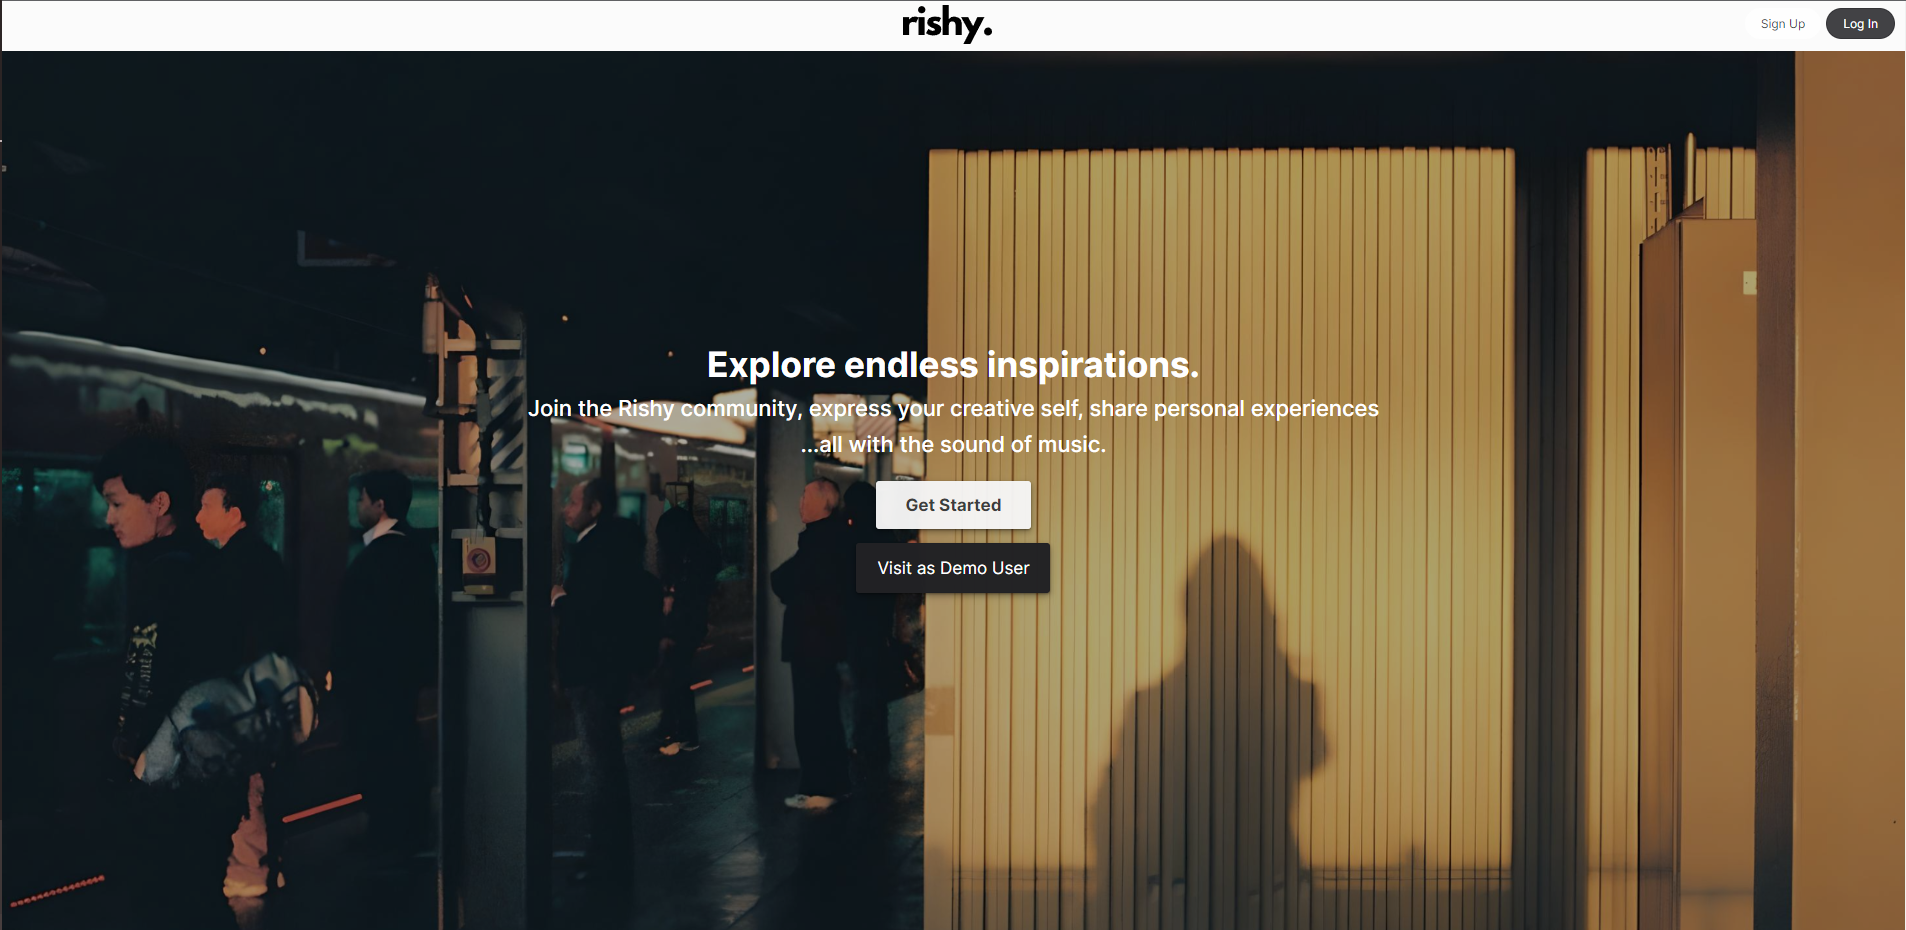 rishy.
Sign Up
Log In
Explore endless inspirations.
Join the Rishy community, express your creative self, share personal experiences
...all with the sound of music.
Get Started
Visit as Demo User